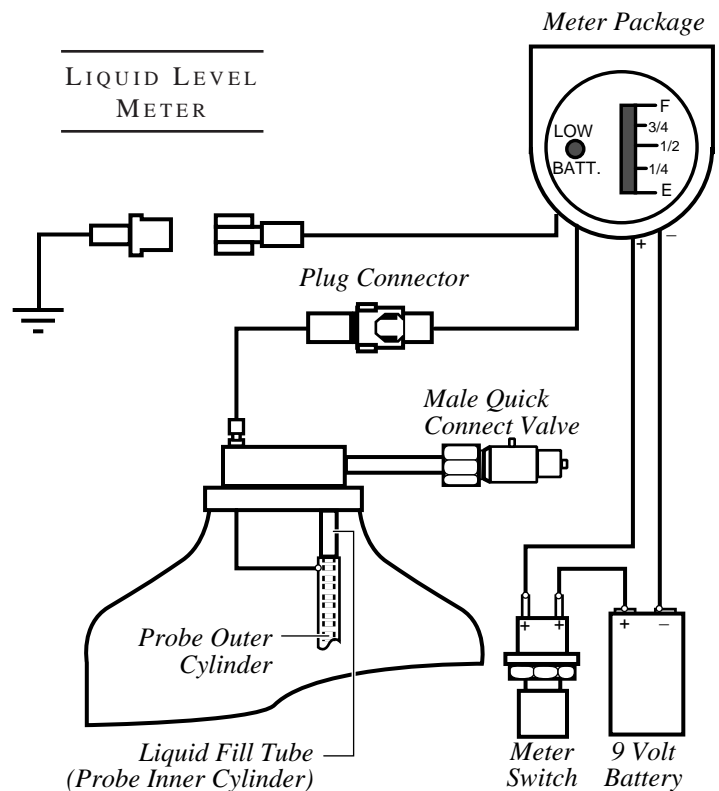 Meter Package
LIQUID LEVEL
METER
LOW
BATT.
F
3/4
1/2
1/4
E
+ –
Plug Connector
Male Quick
Connect Valve
Probe Outer
Cylinder
+ +
+ –
Liquid Fill Tube
(Probe Inner Cylinder)
Meter
Switch
9 Volt
Battery